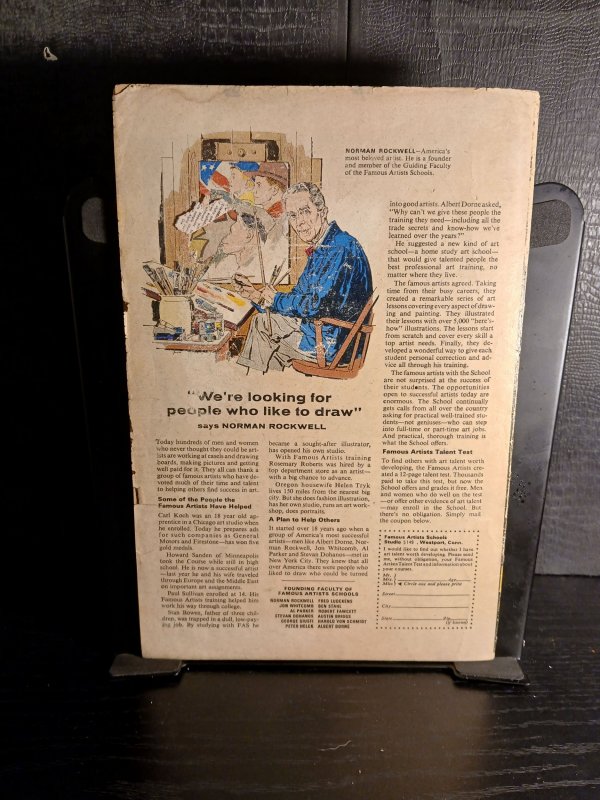 NORMAN ROCKWELL—America's
most beloved artist. He is a founder
and member of the Guiding Faculty
of the Famous Artists Schools.
"We're looking for
people who like to draw"
says NORMAN ROCKWELL
Today hundreds of men and women
who never thought they could be art-
ists are working at easels and drawing
boards, making pictures and getting
well paid for it. They all can thank a
group of famous artists who have de-
voted much of their time and talent
to helping others find success in art.
Some of the People the
Famous Artists Have Helped
Carl Koch was an 18 year old ap-
prentice in a Chicago art studio when
he enrolled. Today he prepares ads
for such companies as General
Motors and Firestone—has won five
gold medals.
Howard Sanden of Minneapolis
took the Course while still in high
school. He is now a successful artist
—last year he and his wife traveled
through Europe and the Middle East
on important art assignments.
Paul Sullivan enrolled at 14. His
Famous Artists training helped him
work his way through college.
Stan Bowen, father of three chil-
dren, was trapped in a dull, low-pay-
ing job. By studying with FAS he
became a sought-after illustrator,
has opened his own studio.
With Famous Artists training
Rosemary Roberts was hired by a
top department store as an artist—
with a big chance to advance.
Oregon housewife Helen Tryk
lives 150 miles from the nearest big
city. But she does fashion illustration,
has her own studio, runs an art work-
shop, does portraits.
A Plan to Help Others
It started over 18 years ago when a
group of America's most successful
artists—men like Albert Dorne, Nor-
man Rockwell, Jon Whitcomb, Al
Parker and Stevan Dohanos—met in
New York City. They knew that all
over America there were people who
liked to draw who could be turned
into good artists. Albert Dorne asked,
"Why can't we give these people the
training they need—including all the
trade secrets and know-how we've
learned over the years?"
He suggested a new kind of art
school—a home study art school—
that would give talented people the
best professional art training, no
matter where they live.
The famous artists agreed. Taking
time from their busy careers, they
created a remarkable series of art
lessons covering every aspect of draw-
ing and painting. They illustrated
their lessons with over 5,000 "here's-
how" illustrations. The lessons start
from scratch and cover every skill a
top artist needs. Finally, they de-
veloped a wonderful way to give each
student personal correction and ad-
vice all through his training.
The famous artists with the School
are not surprised at the success of
their students. The opportunities
open to successful artists today are
enormous. The School continually
gets calls from all over the country
asking for practical well-trained stu-
dents—not geniuses—who can step
into full-time or part-time art jobs.
And practical, thorough training is
what the School offers.
Famous Artists Talent Test
To find others with art talent worth
developing, the Famous Artists cre-
ated a 12-page talent test. Thousands
paid to take this test, but now the
School offers and grades it free. Men
and women who do well on the test
—or offer other evidence of art talent
—may enroll in the School. But
there's no obligation. Simply mail
the coupon below.
FOUNDING FACULTY OF
FAMOUS ARTISTS SCHOOLS
NORMAN ROCKWELL FRED LUDEKENS
JON WHITCOMB BEN STAHL
AL PARKER ROBERT FAWCETT
STEVAN DOHANOS AUSTIN BRIGGS
GEORGE GIUSTI HAROLD VON SCHMIDT
PETER HELCK ALBERT DORNE
Famous Artists Schools
Studio Westport, Conn.
I would like to find out whether I have
art talent worth developing. Please send
me, without obligation, your Famous
Artists Talent Test and information about
your courses.
Mr.
Mrs. Age
Miss Circle one and please print
Street
City
State Zip
(if known)